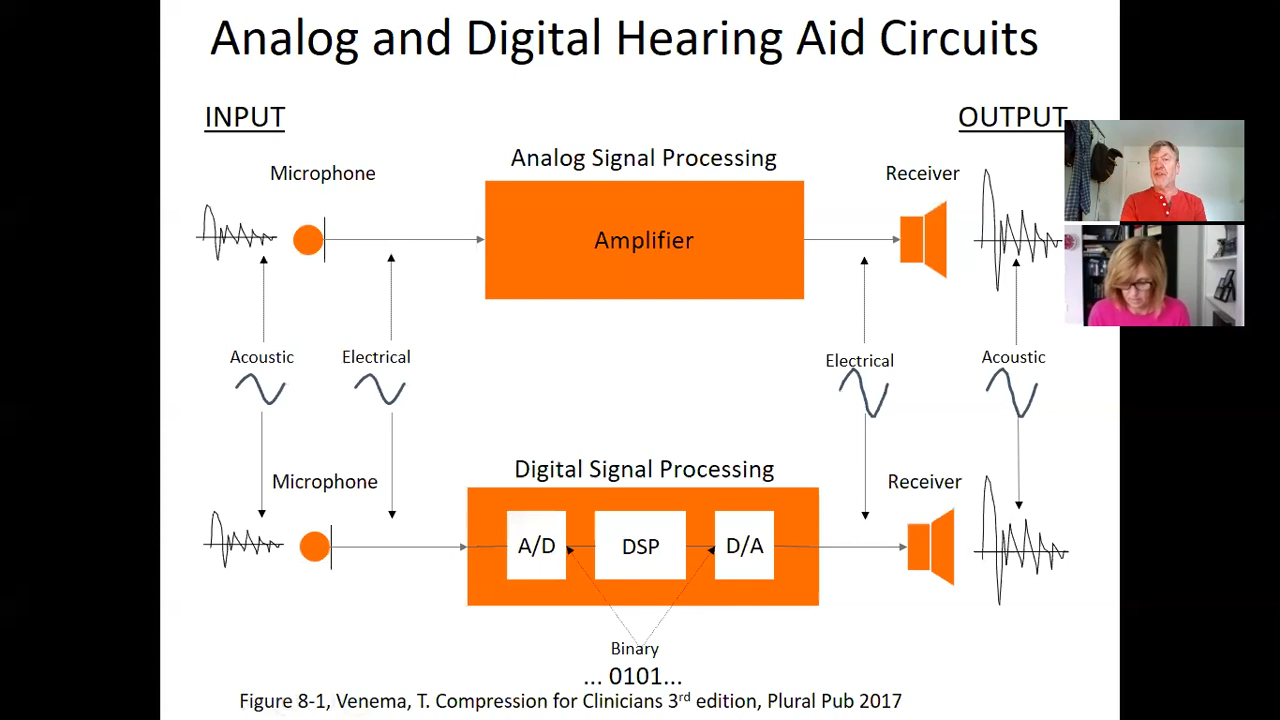 Analog and Digital Hearing Aid Circuits
INPUT
OUTPUT
Analog Signal Processing
Microphone
Receiver
Amplifier
Acoustic
Electrical
Electrical
Acoustic
Digital Signal Processing
Microphone
Receiver
A/D
DSP
D/A
Binary
... 0101...
Figure 8-1, Venema, T. Compression for Clinicians 3rd edition, Plural Pub 2017